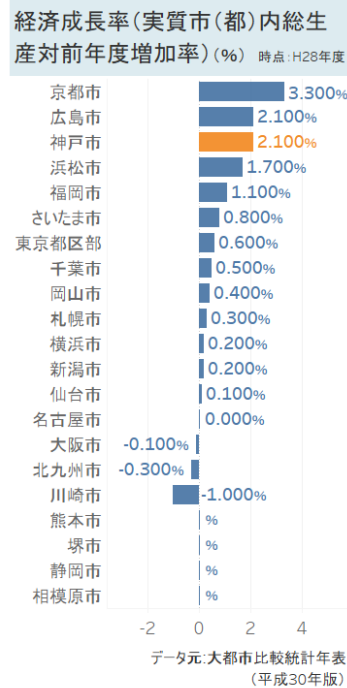 経済成長率(実質市(都)内総生
産対前年度増加率)(%) 時点:H28年度
京都市 3.300%
広島市 2.100%
神戸市 2.100%
浜松市 1.700%
福岡市 1.100%
さいたま市 0.800%
東京都区部 0.600%
千葉市 0.500%
岡山市 0.400%
札幌市 0.300%
横浜市 0.200%
新潟市 0.200%
仙台市 0.100%
名古屋市 0.000%
大阪市 -0.100%
北九州市 -0.300%
川崎市 -1.000%
熊本市 %
堺市 %
静岡市 %
相模原市 %
-2 0 2 4
データ元:大都市比較統計年表
(平成30年版)